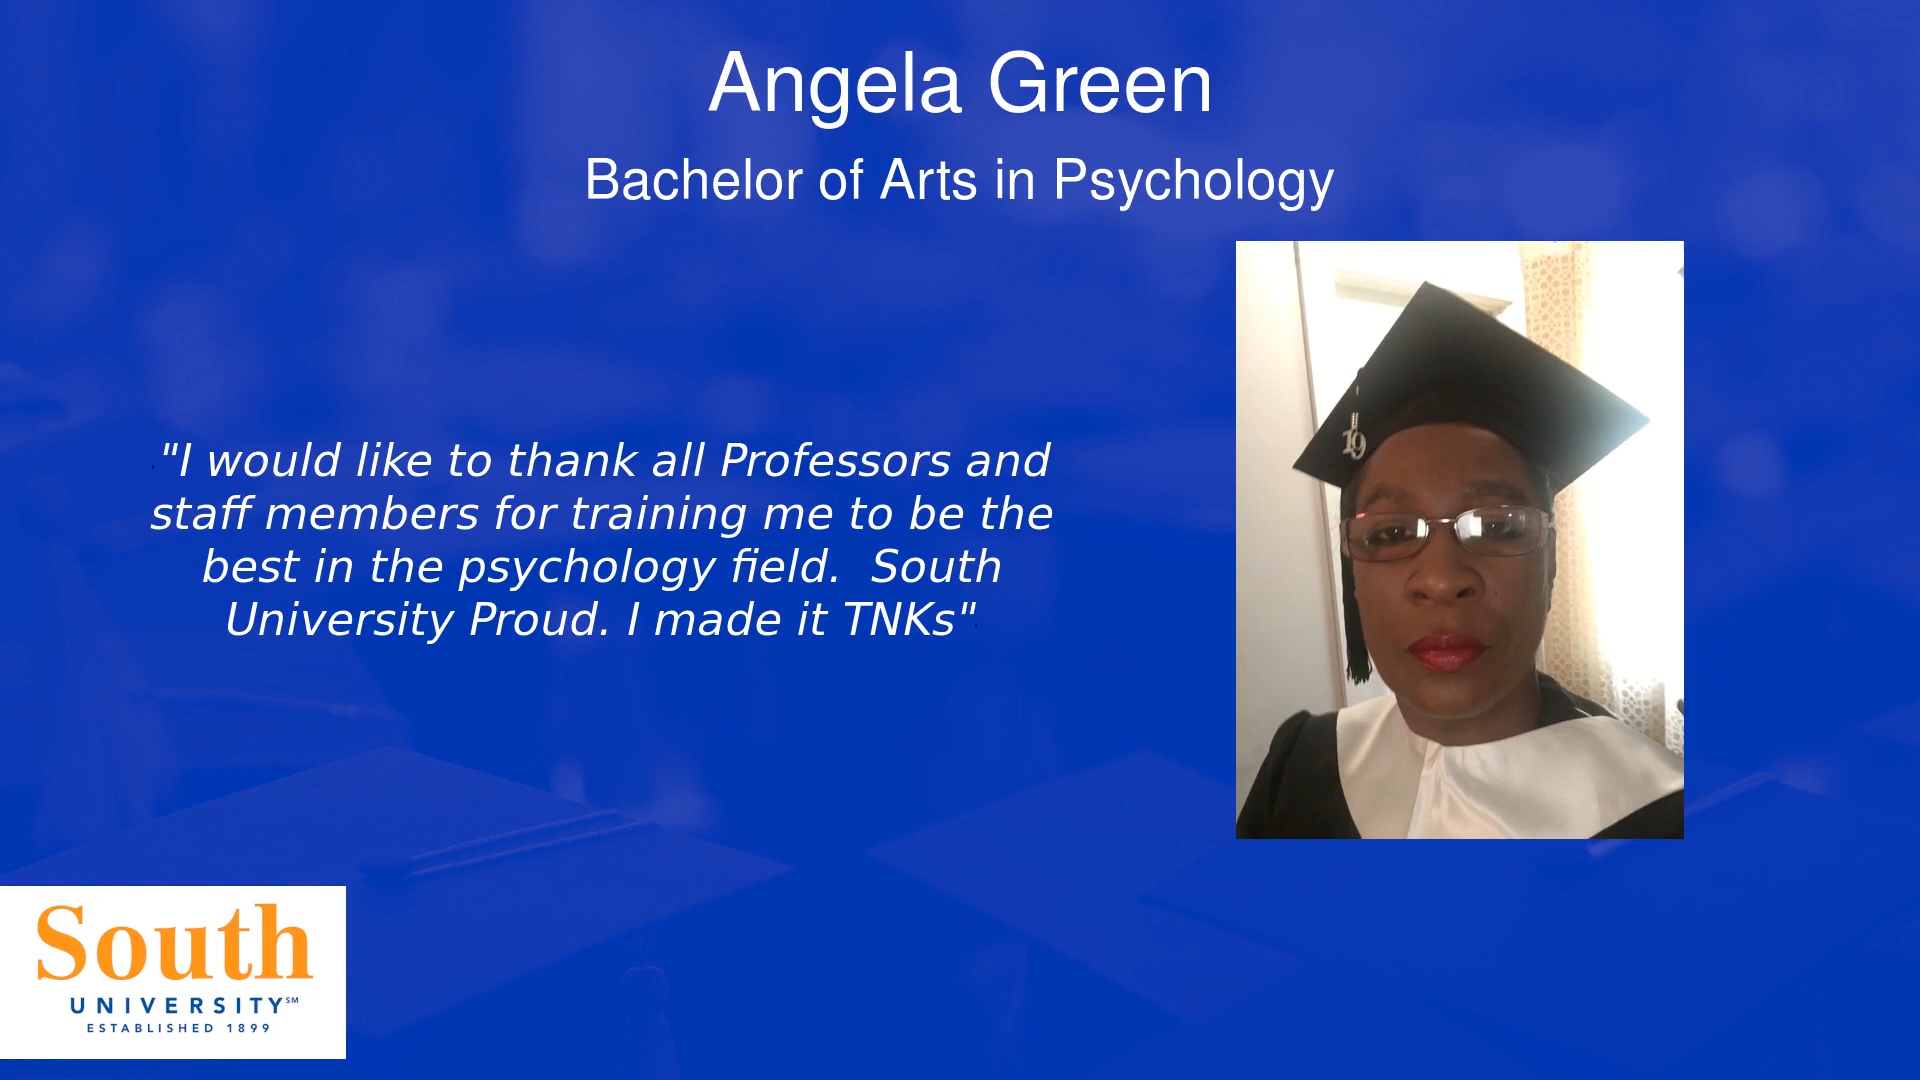 Angela Green
Bachelor of Arts in Psychology
"I would like to thank all Professors and
staff members for training me to be the
best in the psychology field.  South
University Proud. I made it TNKs"
19
South
UNIVERSITY℠
ESTABLISHED 1899